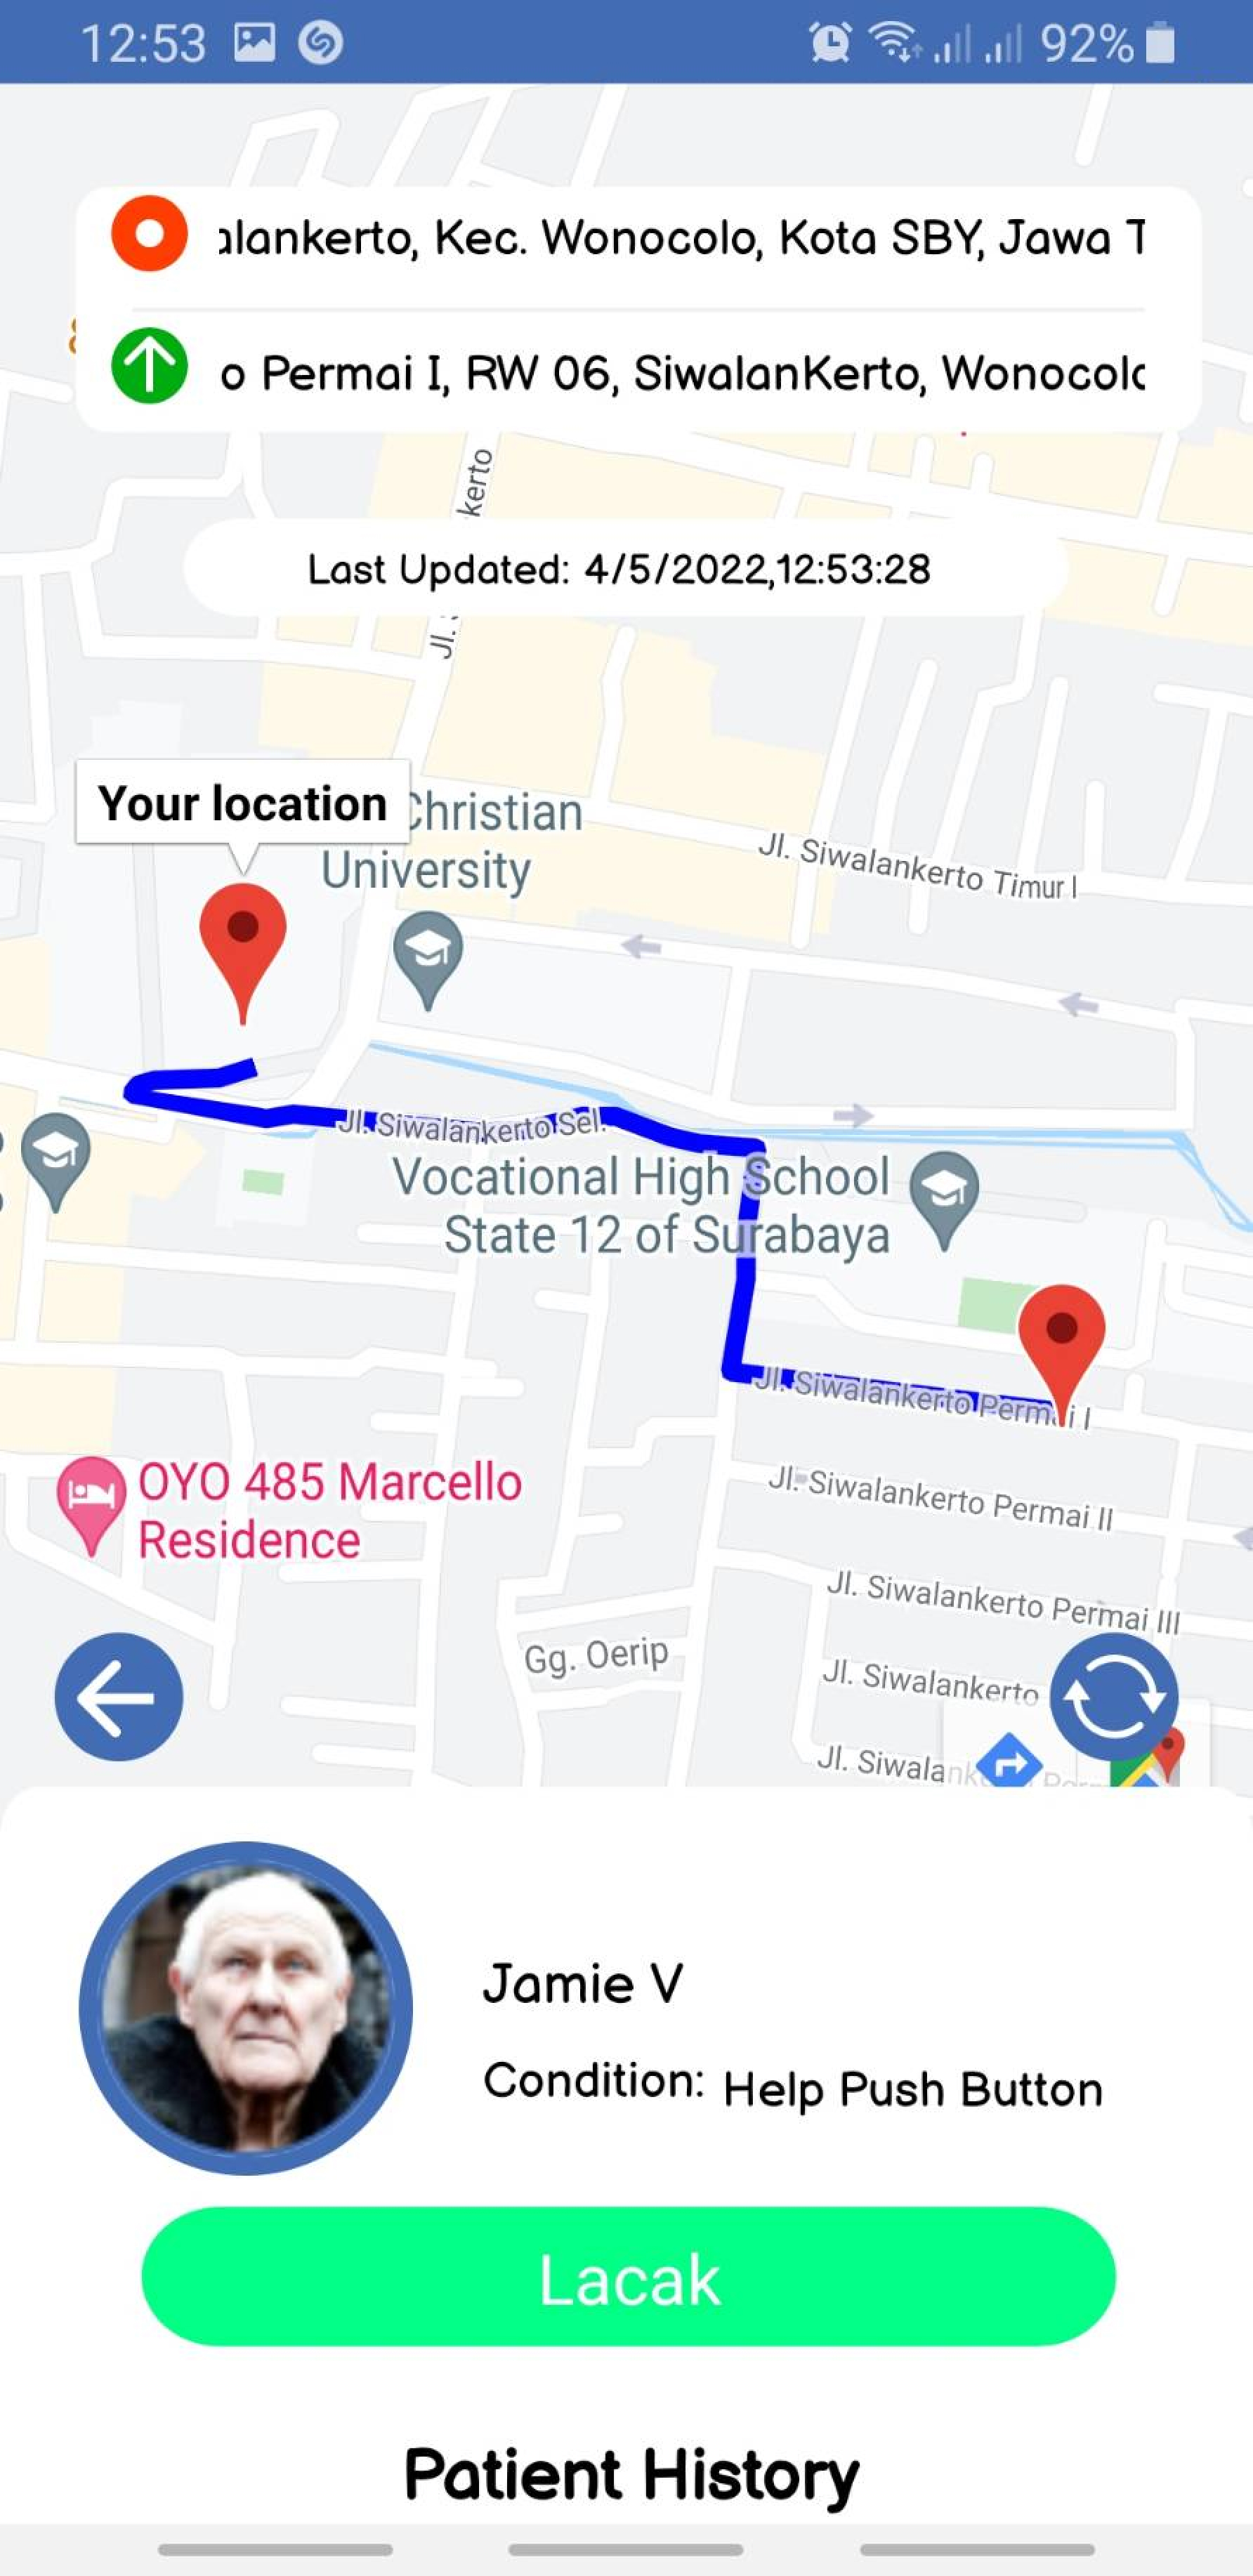 12:53
92%
alankerto, Kec. Wonocolo, Kota SBY, Jawa T
o Permai I, RW 06, SiwalanKerto, Wonocolo
kerto
Last Updated: 4/5/2022,12:53:28
Jl.
Your location
Christian
University
Jl. Siwalankerto Timur I
Jl. Siwalankerto Sel.
Vocational High School
State 12 of Surabaya
Jl. Siwalankerto Permai I
OYO 485 Marcello
Residence
Jl. Siwalankerto Permai II
Jl. Siwalankerto Permai III
Gg. Oerip
Jl. Siwalankerto
Jl. Siwalankerto
Jamie V
Condition: Help Push Button
Lacak
Patient History